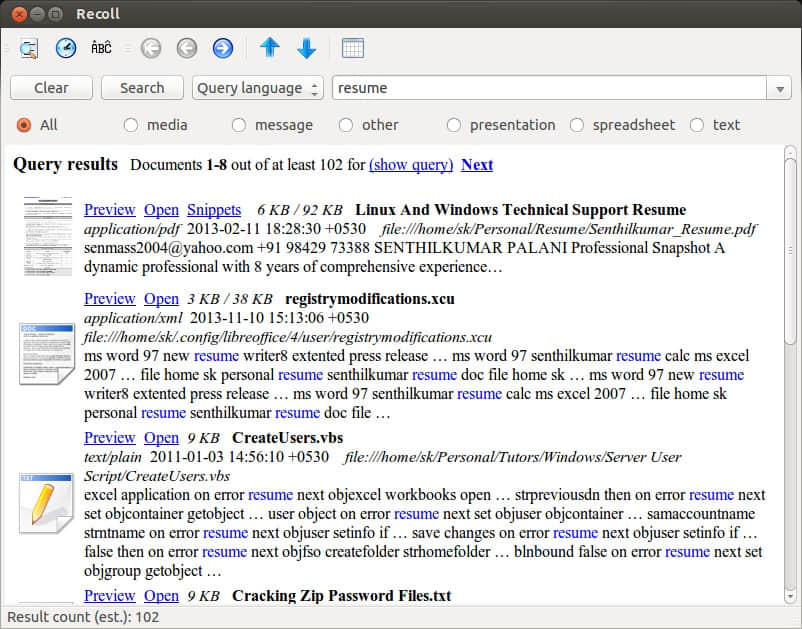 Recoll
ABC
Clear Search Query language resume
All media message other presentation spreadsheet text
Query results Documents 1-8 out of at least 102 for (show query) Next
Preview Open Snippets 6 KB / 92 KB Linux And Windows Technical Support Resume
application/pdf 2013-02-11 18:28:30 +0530 file:///home/sk/Personal/Resume/Senthilkumar_Resume.pdf
senmass2004@yahoo.com +91 98429 73388 SENTHILKUMAR PALANI Professional Snapshot A
dynamic professional with 8 years of comprehensive experience…
Preview Open 3 KB / 38 KB registrymodifications.xcu
application/xml 2013-11-10 15:13:06 +0530
file:///home/sk/.config/libreoffice/4/user/registrymodifications.xcu
DOC
ms word 97 new resume writer8 extented press release … ms word 97 senthilkumar resume calc ms excel
2007 … file home sk personal resume senthilkumar resume doc file home sk … ms word 97 new resume
writer8 extented press release … ms word 97 senthilkumar resume calc ms excel 2007 … file home sk
personal resume senthilkumar resume doc file …
Preview Open 9 KB CreateUsers.vbs
text/plain 2011-01-03 14:56:10 +0530 file:///home/sk/Personal/Tutors/Windows/Server User
Script/CreateUsers.vbs
TXT
excel application on error resume next objexcel workbooks open … strpreviousdn then on error resume next
set objcontainer getobject … user object on error resume next set objuser objcontainer … samaccountname
strntname on error resume next objuser setinfo if … save changes on error resume next objuser setinfo if …
false then on error resume next objfso createfolder strhomefolder … blnbound false on error resume next set
objgroup getobject …
Preview Open 9 KB Cracking Zip Password Files.txt
Result count (est.): 102